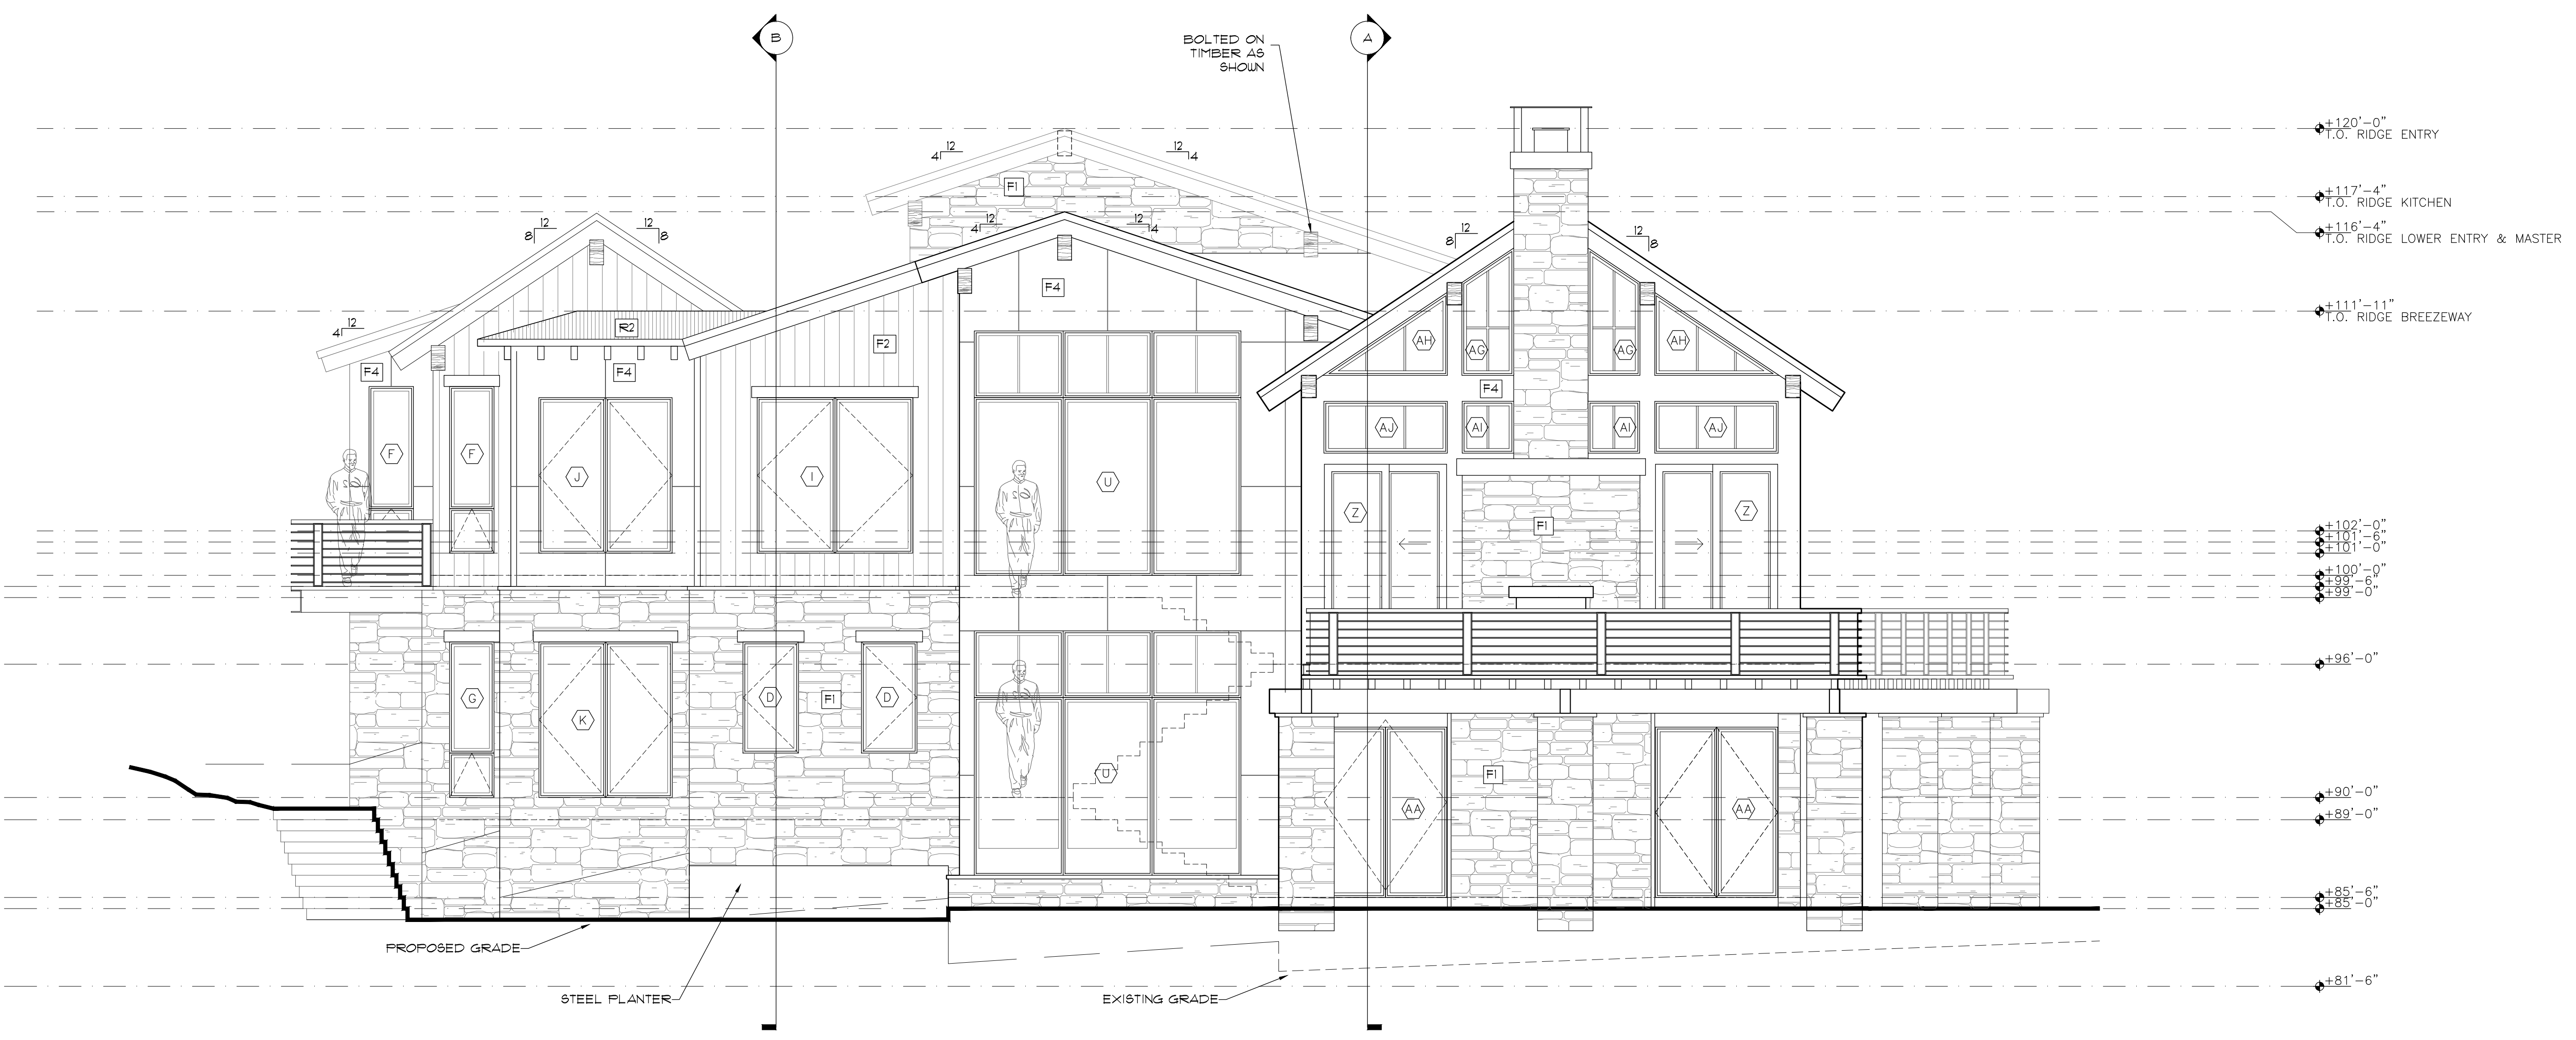 B
BOLTED ON
TIMBER AS
SHOWN
A
+120'-0"
T.O. RIDGE ENTRY
12
4
12
4
F1
+117'-4"
T.O. RIDGE KITCHEN
+116'-4"
T.O. RIDGE LOWER ENTRY & MASTER
12
8
12
8
12
4
12
4
12
8
12
8
F4
+111'-11"
T.O. RIDGE BREEZEWAY
12
4
R2
F2
F4
F4
AH
AG
AG
AH
F4
AJ
AI
AI
AJ
F
F
J
I
U
Z
Z
F1
+102'-0"
+101'-6"
+101'-0"
+100'-0"
+99'-6"
+99'-0"
+96'-0"
G
K
D
F1
D
U
F1
AA
AA
+90'-0"
+89'-0"
+85'-6"
+85'-0"
PROPOSED GRADE
STEEL PLANTER
EXISTING GRADE
+81'-6"